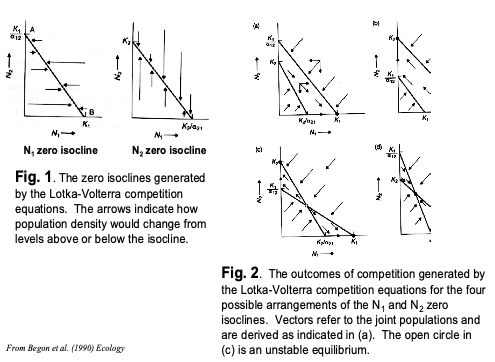 K₁/α₁₂
A
N₂
B
K₁
N₁
N₁ zero isocline
K₂
N₂
N₁
K₂/α₂₁
N₂ zero isocline
Fig. 1. The zero isoclines generated
by the Lotka-Volterra competition
equations. The arrows indicate how
population density would change from
levels above or below the isocline.
(a)
K₁/α₁₂
K₂
N₂
K₂/α₂₁
K₁
N₁
(b)
K₂
N₂
K₁/α₁₂
K₁
(c)
K₂
K₁/α₁₂
N₂
K₂/α₂₁
K₁
N₁
(d)
K₁/α₁₂
K₂
N₂
Fig. 2. The outcomes of competition generated by
the Lotka-Volterra competition equations for the four
possible arrangements of the N₁ and N₂ zero
isoclines. Vectors refer to the joint populations and
are derived as indicated in (a). The open circle in
(c) is an unstable equilibrium.
From Begon et al. (1990) Ecology